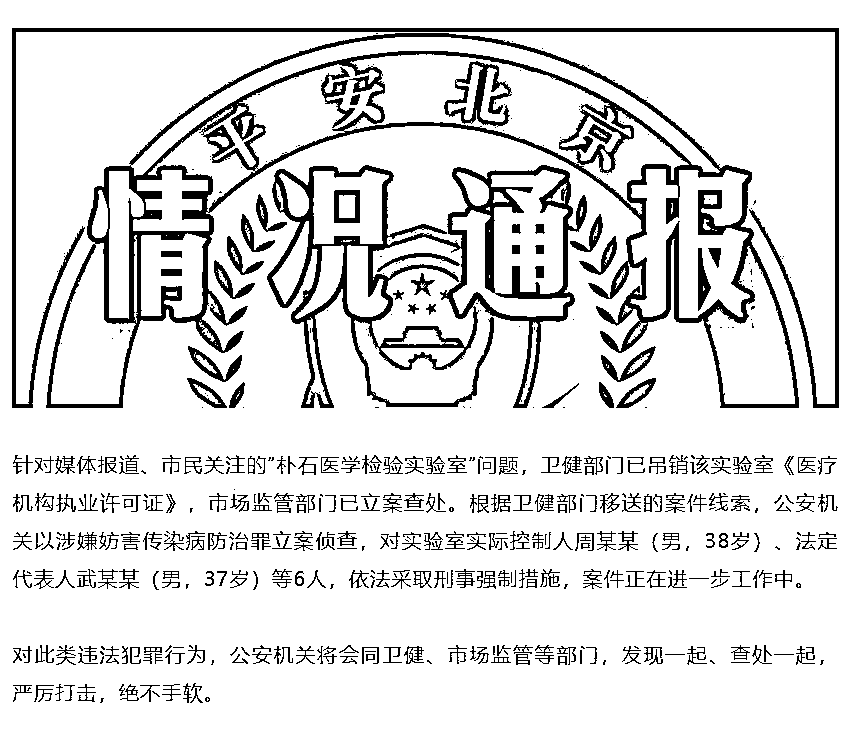 平安北京
情况通报
针对媒体报道、市民关注的"朴石医学检验实验室"问题，卫健部门已吊销该实验室《医疗
机构执业许可证》，市场监管部门已立案查处。根据卫健部门移送的案件线索，公安机
关以涉嫌妨害传染病防治罪立案侦查，对实验室实际控制人周某某（男，38岁）、法定
代表人武某某（男，37岁）等6人，依法采取刑事强制措施，案件正在进一步工作中。
对此类违法犯罪行为，公安机关将会同卫健、市场监管等部门，发现一起、查处一起，
严厉打击，绝不手软。